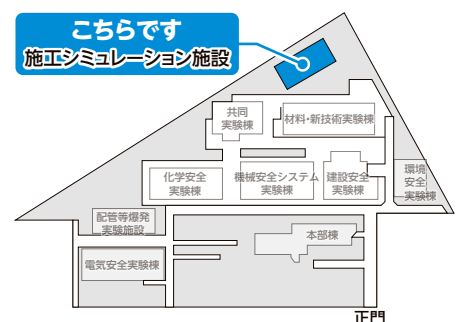 こちらです
施工シミュレーション施設
共同
実験棟
材料・新技術実験棟
化学安全
実験棟
機械安全システム
実験棟
建設安全
実験棟
環境
安全
実験棟
配管等爆発
実験施設
本部棟
電気安全実験棟
正門